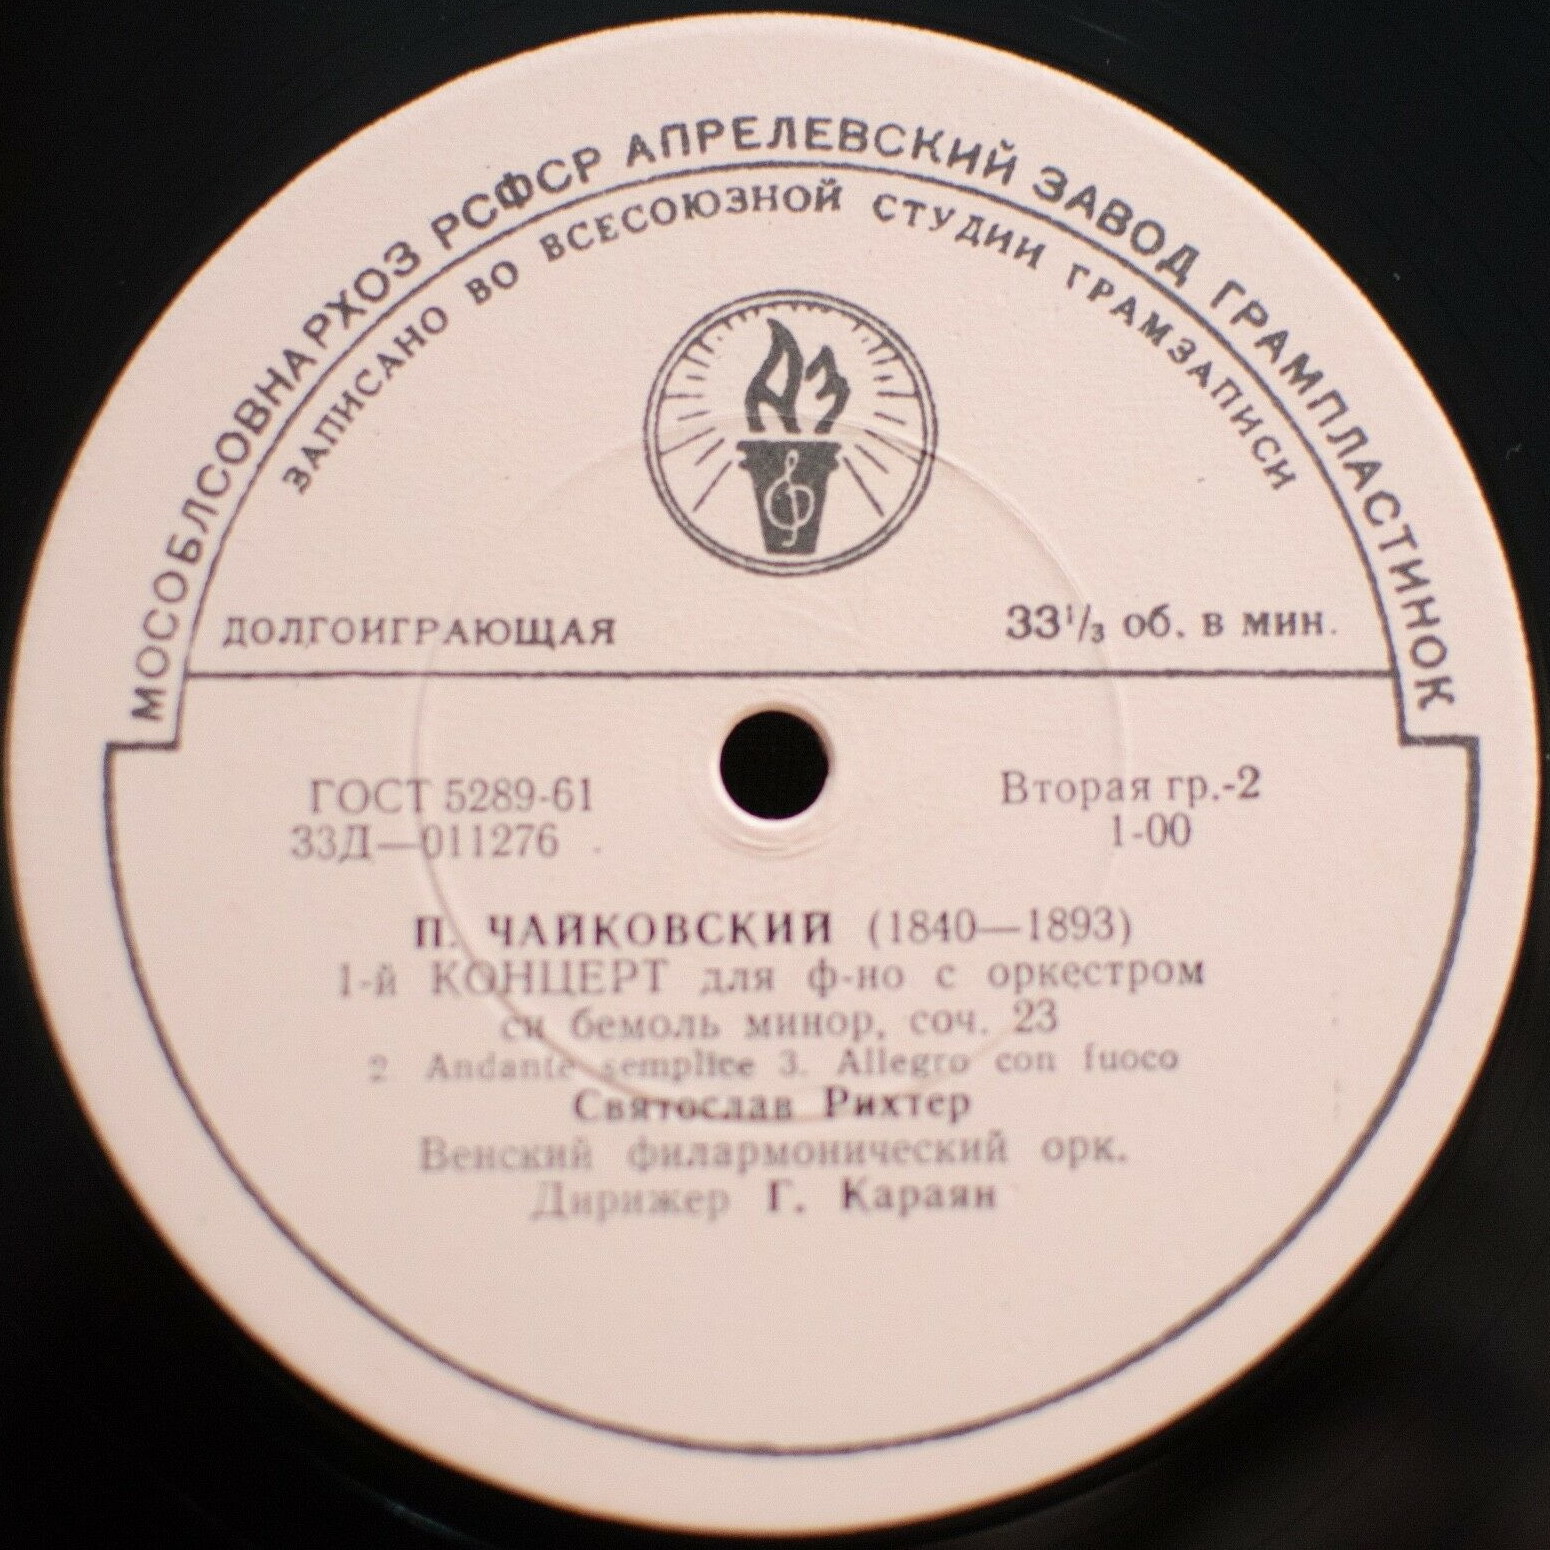 МОСОБЛСОВНАРХОЗ РСФСР АПРЕЛЕВСКИЙ ЗАВОД ГРАМПЛАСТИНОК
ЗАПИСАНО ВО ВСЕСОЮЗНОЙ СТУДИИ ГРАМЗАПИСИ
АЗ
ДОЛГОИГРАЮЩАЯ
33⅓ об. в мин.
ГОСТ 5289-61
33Д—011276
Вторая гр.-2
1-00
П. ЧАЙКОВСКИЙ (1840—1893)
1-й КОНЦЕРТ для ф-но с оркестром
си бемоль минор, соч. 23
2 Andante semplice 3. Allegro con fuoco
Святослав Рихтер
Венский филармонический орк.
Дирижер Г. Караян